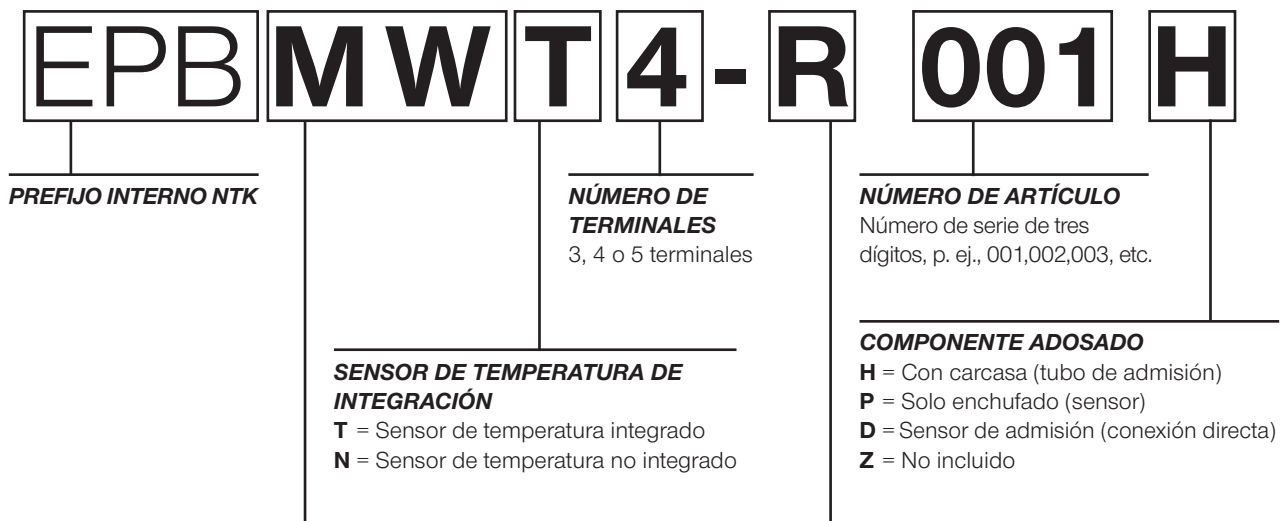 EPB MWT4-R 001 H
PREFIJO INTERNO NTK
NÚMERO DE
TERMINALES
3, 4 o 5 terminales
NÚMERO DE ARTÍCULO
Número de serie de tres
dígitos, p. ej., 001,002,003, etc.
SENSOR DE TEMPERATURA DE
INTEGRACIÓN
T = Sensor de temperatura integrado
N = Sensor de temperatura no integrado
COMPONENTE ADOSADO
H = Con carcasa (tubo de admisión)
P = Solo enchufado (sensor)
D = Sensor de admisión (conexión directa)
Z = No incluido